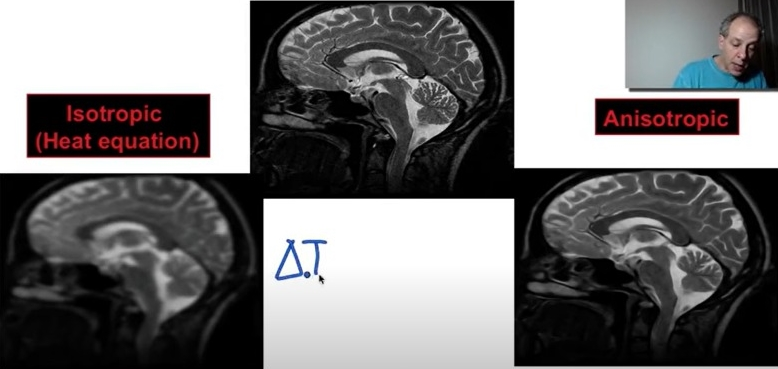 Isotropic
(Heat equation)
Anisotropic
Δ.T